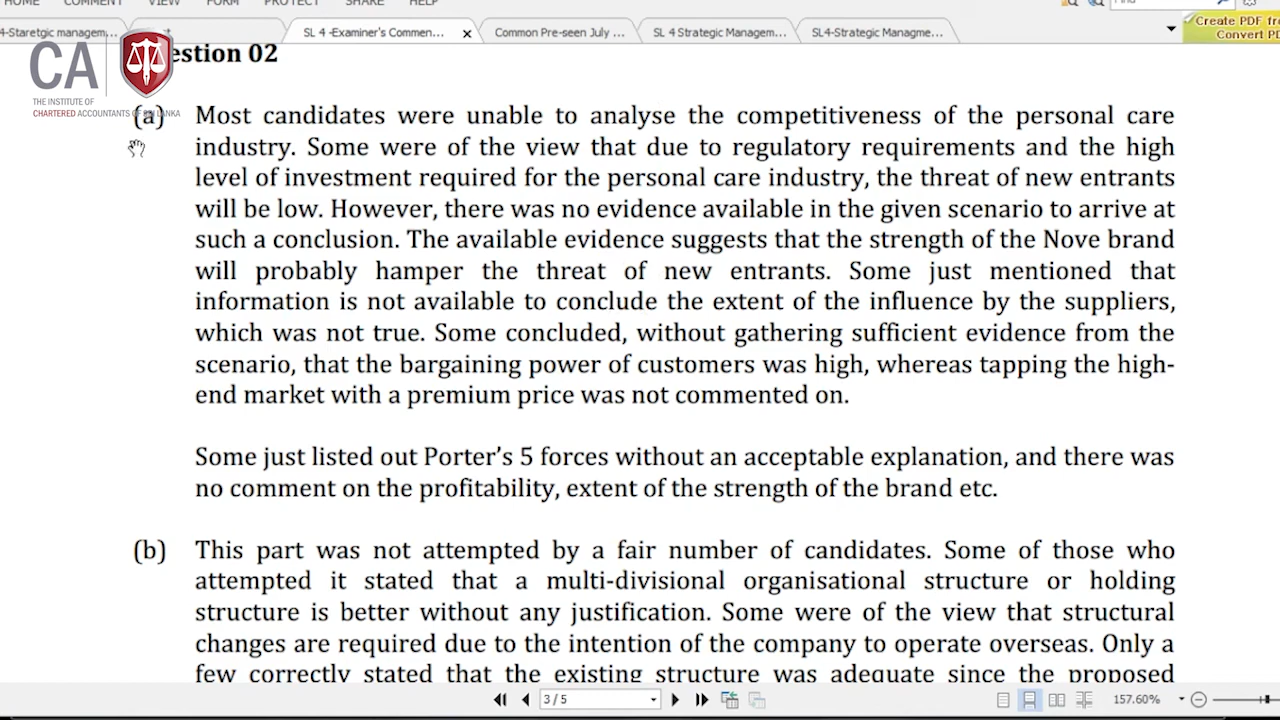 HOME COMMENT VIEW FORM PROTECT SHARE HELP
4-Staretgic managem... SL 4 -Examiner's Commen... Common Pre-seen July ... SL 4 Strategic Managem... SL4-Strategic Managme...
Create PDF
Convert
CA
THE INSTITUTE OF
CHARTERED ACCOUNTANTS OF SRI LANKA
estion 02
(a) Most candidates were unable to analyse the competitiveness of the personal care
industry. Some were of the view that due to regulatory requirements and the high
level of investment required for the personal care industry, the threat of new entrants
will be low. However, there was no evidence available in the given scenario to arrive at
such a conclusion. The available evidence suggests that the strength of the Nove brand
will probably hamper the threat of new entrants. Some just mentioned that
information is not available to conclude the extent of the influence by the suppliers,
which was not true. Some concluded, without gathering sufficient evidence from the
scenario, that the bargaining power of customers was high, whereas tapping the high-
end market with a premium price was not commented on.
Some just listed out Porter’s 5 forces without an acceptable explanation, and there was
no comment on the profitability, extent of the strength of the brand etc.
(b) This part was not attempted by a fair number of candidates. Some of those who
attempted it stated that a multi-divisional organisational structure or holding
structure is better without any justification. Some were of the view that structural
changes are required due to the intention of the company to operate overseas. Only a
few correctly stated that the existing structure was adequate since the proposed
3 / 5
157.60%